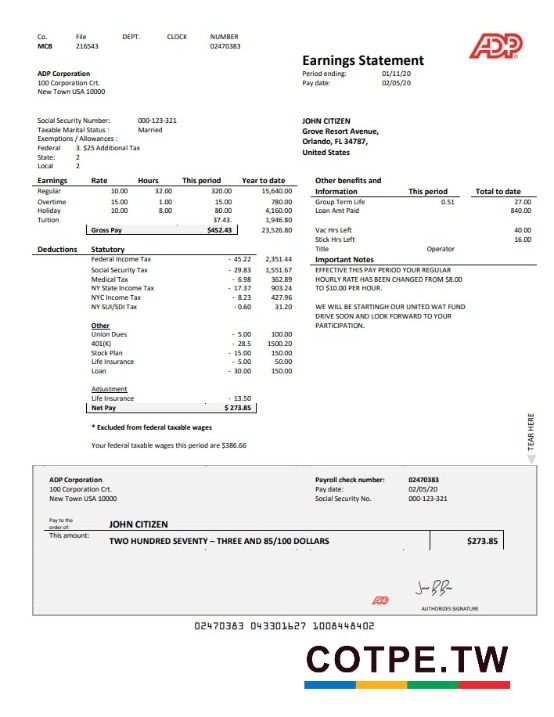 Co. File DEPT. CLOCK NUMBER
MCB 216543 02470383
ADP
Earnings Statement
Period ending: 01/11/20
Pay date: 02/05/20
ADP Corporation
100 Corporation Crt.
New Town USA 10000
Social Security Number: 000-123-321
Taxable Marital Status : Married
Exemptions / Allowances :
Federal 3. $25 Additional Tax
State: 2
Local 2
JOHN CITIZEN
Grove Resort Avenue,
Orlando, FL 34787,
United States
Earnings Rate Hours This period Year to date
Regular 10.00 32.00 320.00 15,640.00
Overtime 15.00 1.00 15.00 780.00
Holiday 10.00 8.00 80.00 4,160.00
Tuition 37.43. 1,946.80
Gross Pay $452.43 23,526.80
Other benefits and
Information This period Total to date
Group Term Life 0.51 27.00
Loan Amt Paid 840.00
Vac Hrs Left 40.00
Stick Hrs Left 16.00
Title Operator
Important Notes
EFFECTIVE THIS PAY PERIOD YOUR REGULAR
HOURLY RATE HAS BEEN CHANGED FROM $8.00
TO $10.00 PER HOUR.
WE WILL BE STARTINGH OUR UNITED WAT FUND
DRIVE SOON AND LOOK FORWARD TO YOUR
PARTICIPATION.
Deductions Statutory
Federal Income Tax - 45.22 2,351.44
Social Security Tax - 29.83 1,551.67
Medical Tax - 6.98 362.89
NY State Income Tax - 17.37 903.24
NYC Income Tax - 8.23 427.96
NY SUI/SDI Tax - 0.60 31.20
Other
Union Dues - 5.00 100.00
401(K) - 28.5 1500.20
Stock Plan - 15.00 150.00
Life Insurance - 5.00 50.00
Loan - 30.00 150.00
Adjustment
Life Insurance - 13.50
Net Pay $ 273.85
* Excluded from federal taxable wages
Your federal taxable wages this period are $386.66
TEAR HERE
ADP Corporation
100 Corporation Crt.
New Town USA 10000
Payroll check number: 02470383
Pay date: 02/05/20
Social Security No. 000-123-321
Pay to the
order of: JOHN CITIZEN
This amount: TWO HUNDRED SEVENTY – THREE AND 85/100 DOLLARS $273.85
ADP
AUTHORIZES SIGNATURE
02470383 043301627 1008448402
COTPE.TW